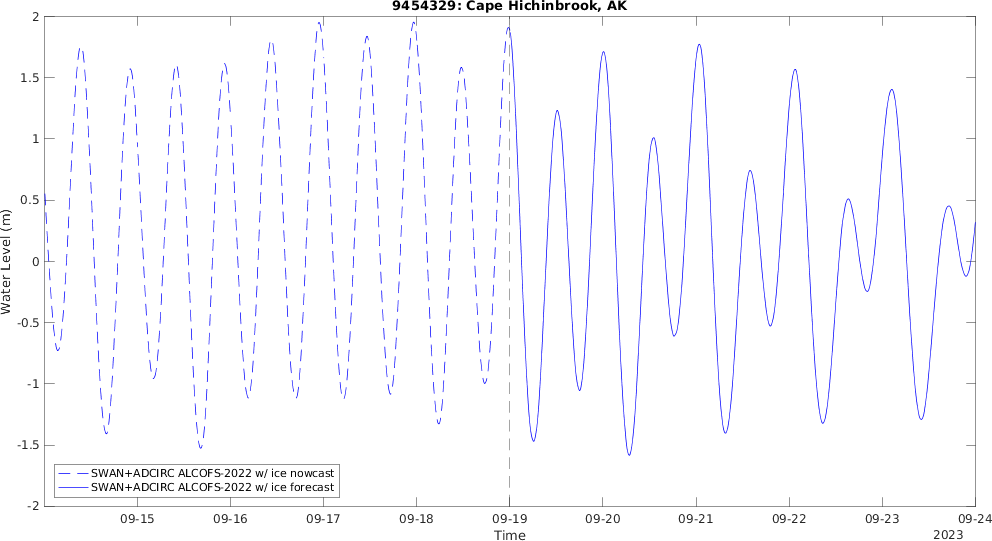 9454329: Cape Hichinbrook, AK
2
1.5
1
0.5
0
-0.5
-1
-1.5
-2
Water Level (m)
SWAN+ADCIRC ALCOFS-2022 w/ ice nowcast
SWAN+ADCIRC ALCOFS-2022 w/ ice forecast
09-15 09-16 09-17 09-18 09-19 09-20 09-21 09-22 09-23 09-24
Time
2023